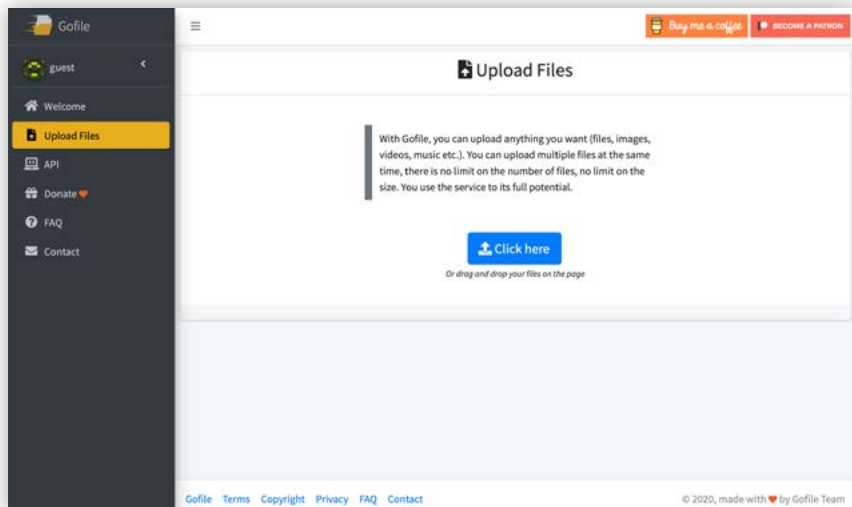 Gofile
Buy me a coffee
BECOME A PATRON
guest
Upload Files
Welcome
Upload Files
API
Donate
FAQ
Contact
With Gofile, you can upload anything you want (files, images,
videos, music etc.). You can upload multiple files at the same
time, there is no limit on the number of files, no limit on the
size. You use the service to its full potential.
Click here
Or drag and drop your files on the page
Gofile Terms Copyright Privacy FAQ Contact
© 2020, made with ❤ by Gofile Team